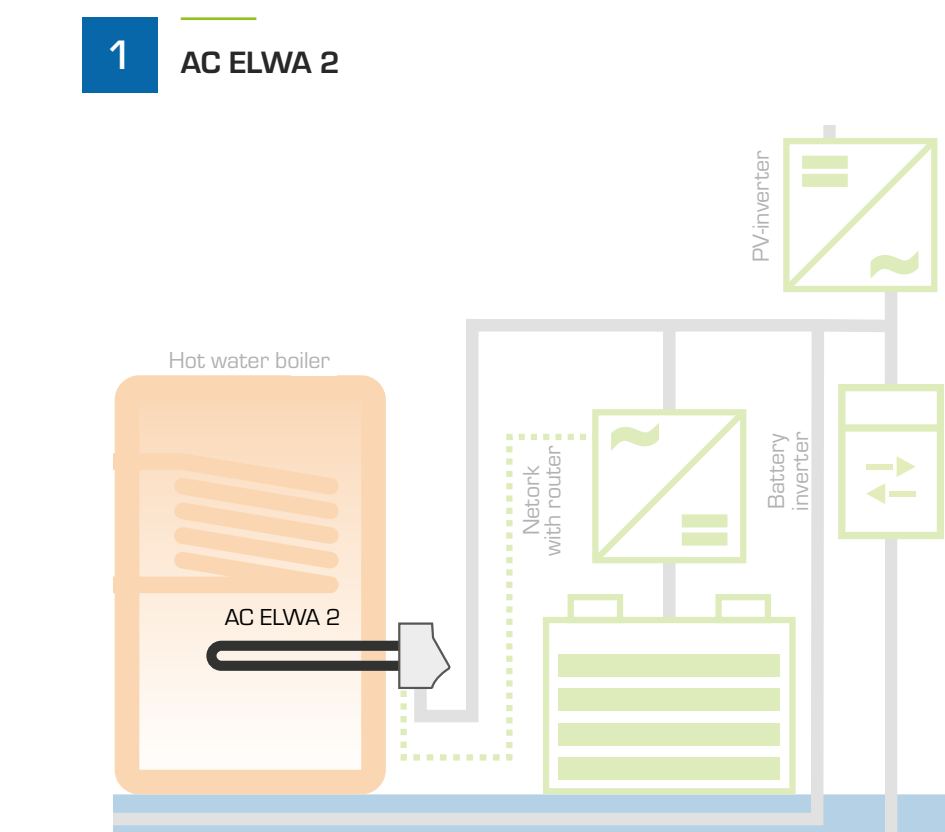 1
AC ELWA 2
PV-inverter
Hot water boiler
Netork
with router
Battery
inverter
AC ELWA 2